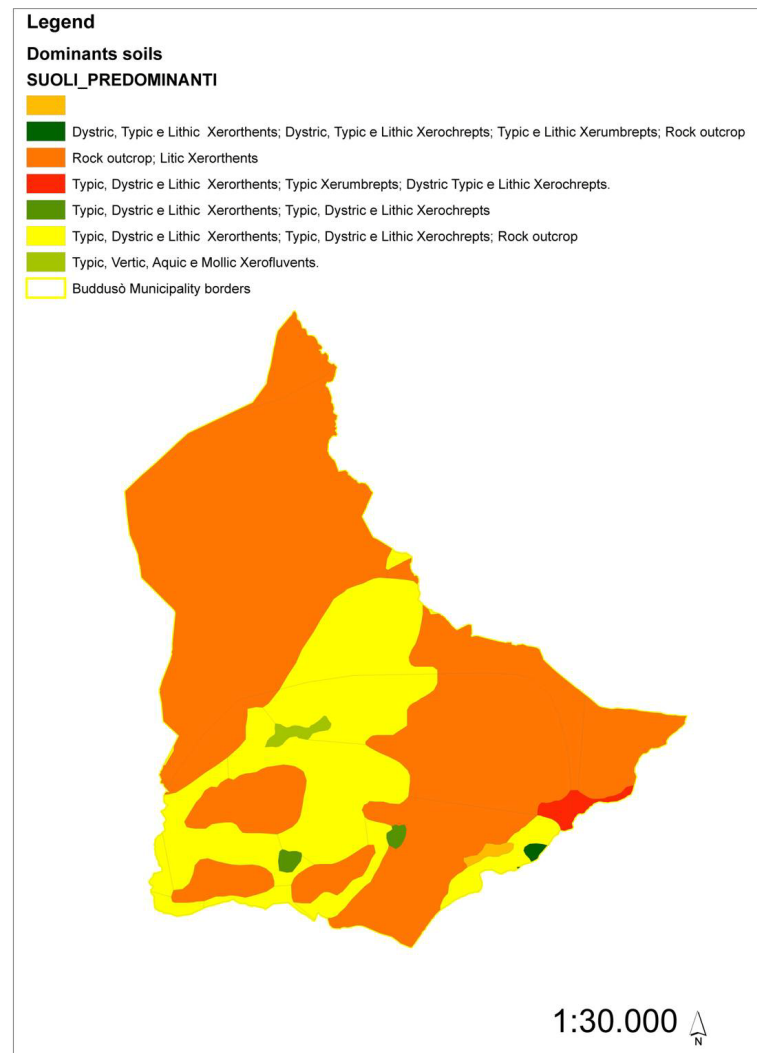 Legend
Dominants soils
SUOLI_PREDOMINANTI
Dystric, Typic e Lithic  Xerorthents; Dystric, Typic e Lithic Xerochrepts; Typic e Lithic Xerumbrepts; Rock outcrop
Rock outcrop; Litic Xerorthents
Typic, Dystric e Lithic  Xerorthents; Typic Xerumbrepts; Dystric Typic e Lithic Xerochrepts.
Typic, Dystric e Lithic  Xerorthents; Typic, Dystric e Lithic Xerochrepts
Typic, Dystric e Lithic  Xerorthents; Typic, Dystric e Lithic Xerochrepts; Rock outcrop
Typic, Vertic, Aquic e Mollic Xerofluvents.
Buddusò Municipality borders
1:30.000
N